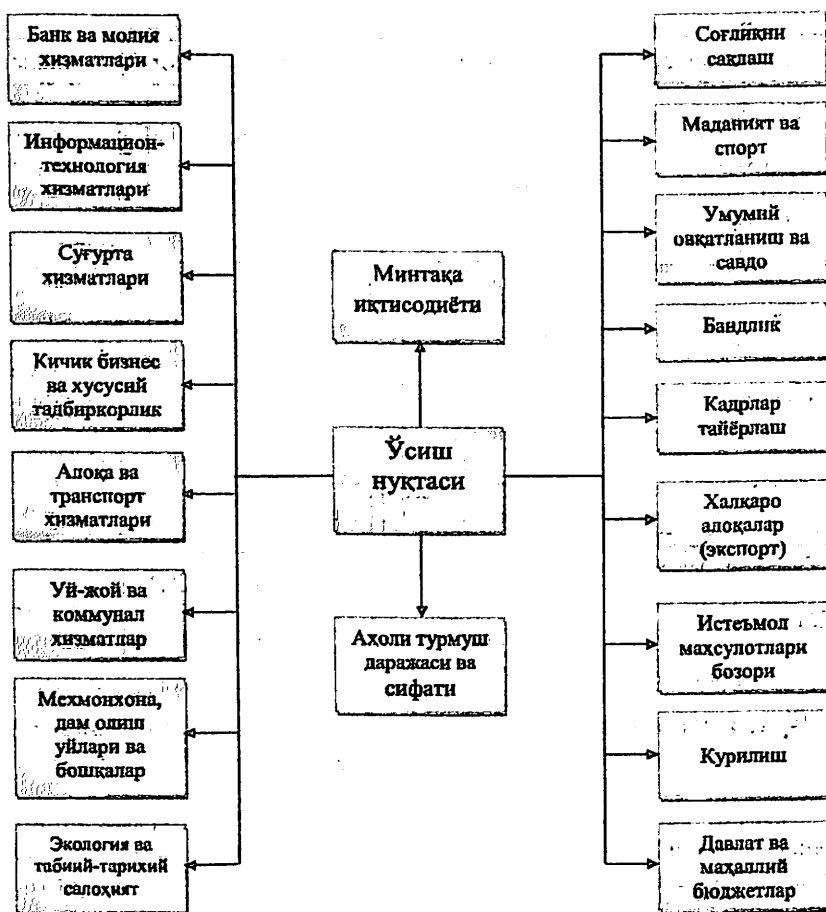 Банк ва молия
хизматлари
Информацион-
технология
хизматлари
Суғурта
хизматлари
Кичик бизнес
ва хусусий
тадбиркорлик
Алоқа ва
транспорт
хизматлари
Уй-жой ва
коммунал
хизматлар
Меҳмонхона,
дам олиш
уйлари ва
бошқалар
Экология ва
табиий-тарихий
салоҳият
Минтақа
иқтисодиёти
Ўсиш
нуқтаси
Аҳоли турмуш
даражаси ва
сифати
Соғлиқни
сақлаш
Маданият ва
спорт
Умумий
овқатланиш ва
савдо
Бандлик
Кадрлар
тайёрлаш
Халқаро
алоқалар
(экспорт)
Истеъмол
маҳсулотлари
бозори
Қурилиш
Давлат ва
маҳаллий
бюджетлар